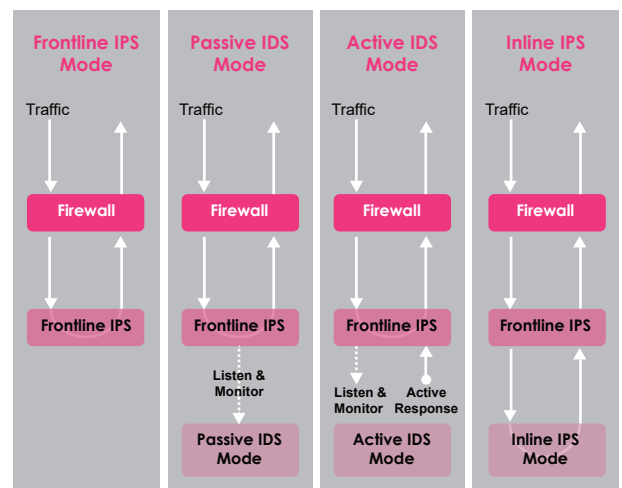 Frontline IPS
Mode
Traffic
Firewall
Frontline IPS
Passive IDS
Mode
Traffic
Firewall
Frontline IPS
Listen &
Monitor
Passive IDS
Mode
Active IDS
Mode
Traffic
Firewall
Frontline IPS
Listen &
Monitor
Active
Response
Active IDS
Mode
Inline IPS
Mode
Traffic
Firewall
Frontline IPS
Inline IPS
Mode